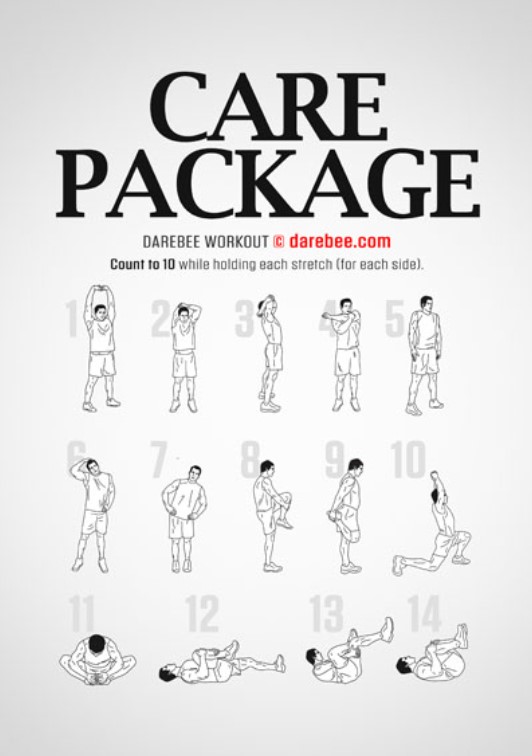 CARE
PACKAGE
DAREBEE WORKOUT © darebee.com
Count to 10 while holding each stretch (for each side).
1 2 3 4 5
6 7 8 9 10
11 12 13 14